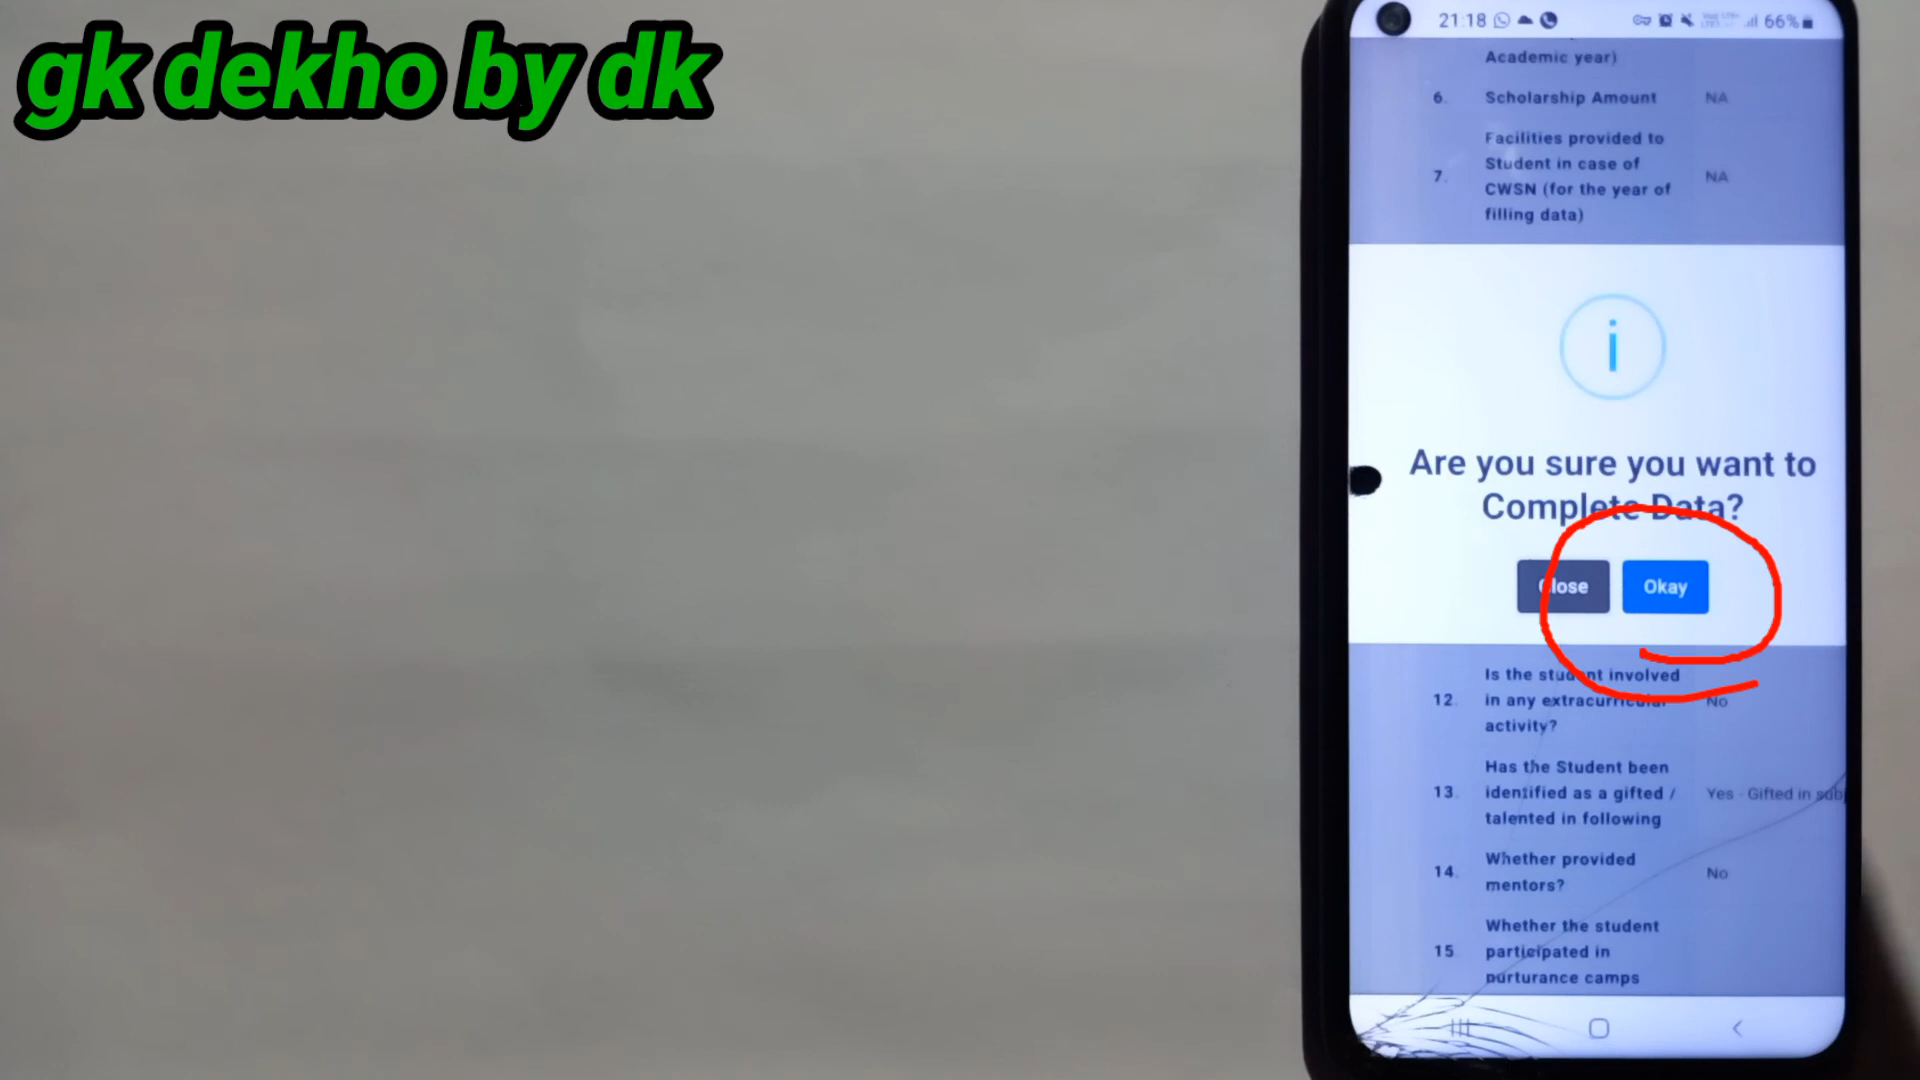 gk dekho by dk
21:18
66%
Academic year)
6. Scholarship Amount NA
Facilities provided to
Student in case of
7. CWSN (for the year of NA
filling data)
i
Are you sure you want to
Complete Data?
Close Okay
Is the student involved
12. in any extracurricular No
activity?
Has the Student been
13. identified as a gifted / Yes - Gifted in subj
talented in following
Whether provided
14. mentors? No
Whether the student
15 participated in
nurturance camps